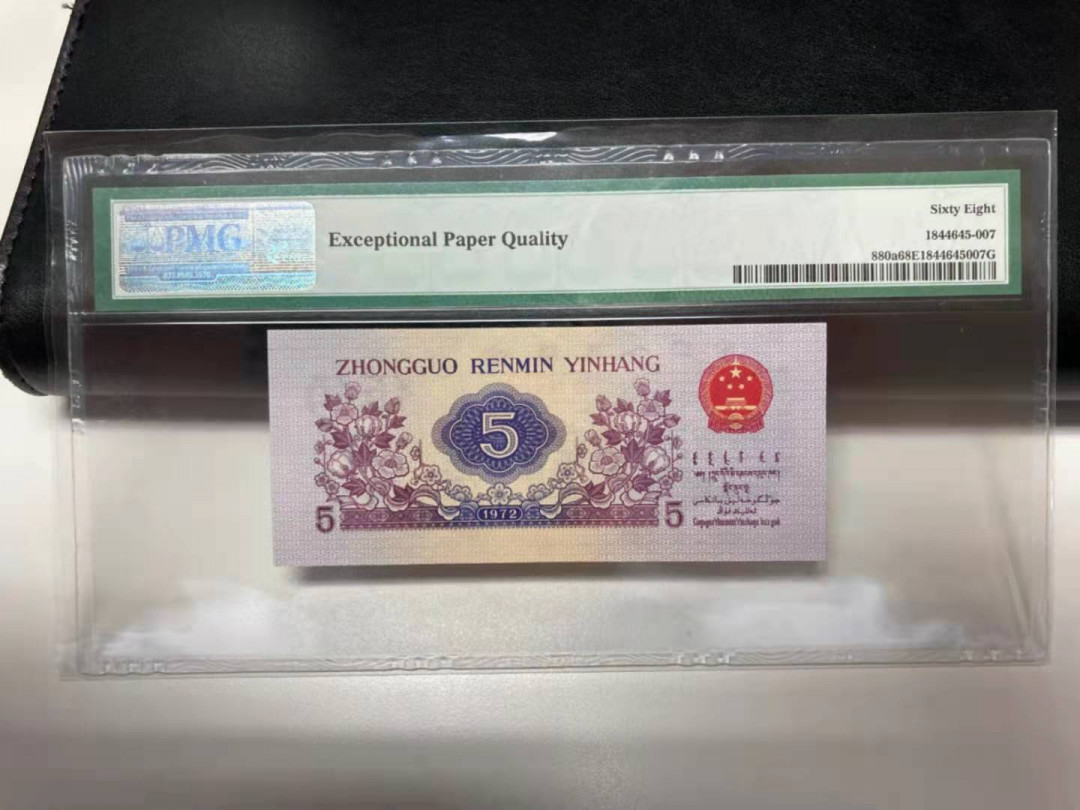 PMG
Exceptional Paper Quality
Sixty Eight
1844645-007
880a68E1844645007G
ZHONGGUO RENMIN YINHANG
5
1972
5
5